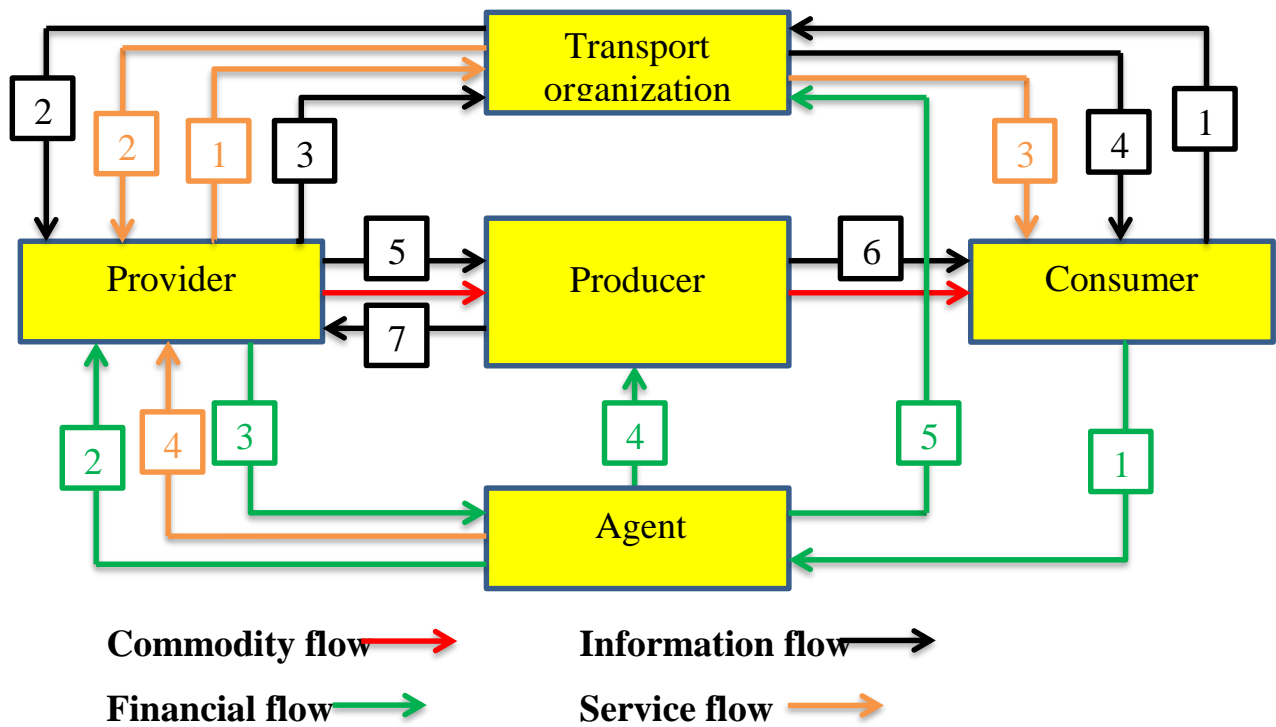 Transport
organization
2
2
1
3
3
4
1
5
6
Provider
Producer
Consumer
7
2
4
3
4
5
1
Agent
Commodity flow
Information flow
Financial flow
Service flow